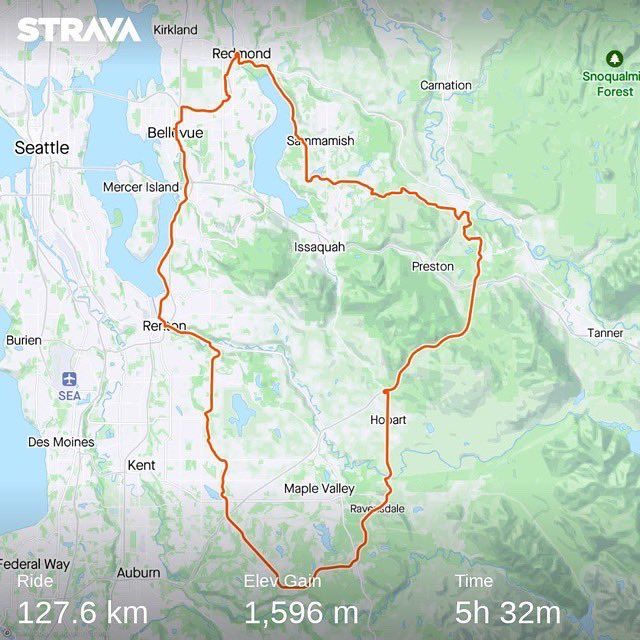 STRAVA
Kirkland
Redmond
Carnation
Snoqualmi
Forest
Bellevue
Sammamish
Seattle
Mercer Island
Issaquah
Preston
Renton
Tanner
Burien
SEA
Hobart
Des Moines
Kent
Maple Valley
Ravensdale
Federal Way
Auburn
Ride
Elev Gain
Time
127.6 km
1,596 m
5h 32m